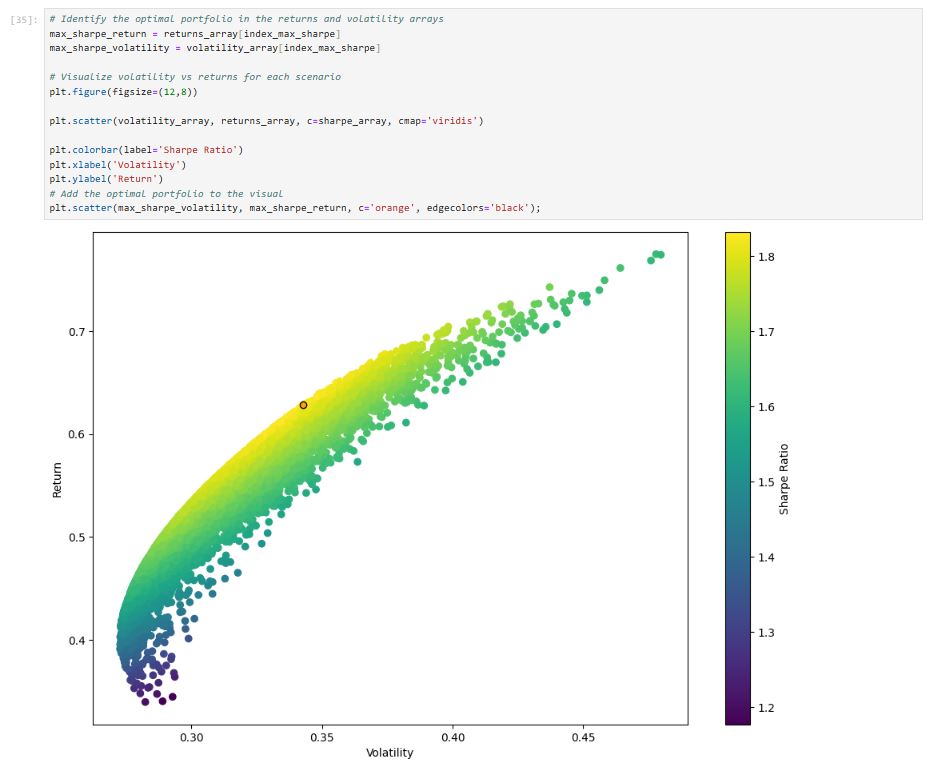 [35]:
# Identify the optimal portfolio in the returns and volatility arrays
max_sharpe_return = returns_array[index_max_sharpe]
max_sharpe_volatility = volatility_array[index_max_sharpe]
# Visualize volatility vs returns for each scenario
plt.figure(figsize=(12,8))
plt.scatter(volatility_array, returns_array, c=sharpe_array, cmap='viridis')
plt.colorbar(label='Sharpe Ratio')
plt.xlabel('Volatility')
plt.ylabel('Return')
# Add the optimal portfolio to the visual
plt.scatter(max_sharpe_volatility, max_sharpe_return, c='orange', edgecolors='black');
Return
0.7
0.6
0.5
0.4
0.30
0.35
0.40
0.45
Volatility
1.8
1.7
1.6
1.5
1.4
1.3
1.2
Sharpe Ratio